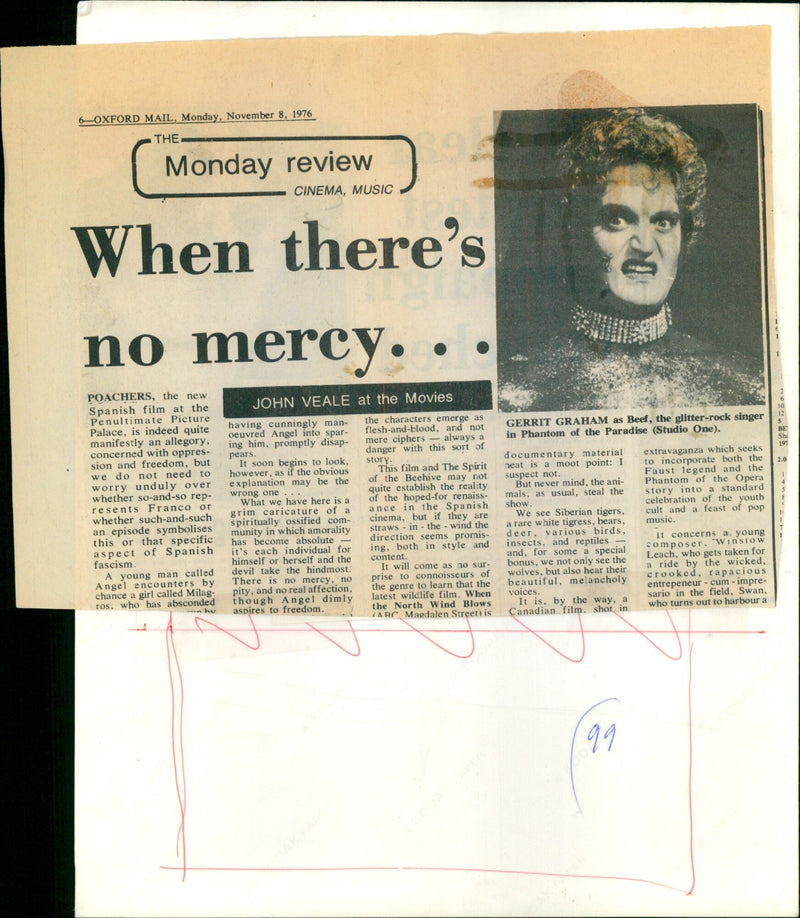 6—OXFORD MAIL, Monday, November 8, 1976
THE
Monday review
CINEMA, MUSIC
When there's
no mercy. . .
JOHN VEALE at the Movies
POACHERS, the new
Spanish film at the
Penultimate Picture
Palace, is indeed quite
manifestly an allegory,
concerned with oppres-
sion and freedom, but
we do not need to
worry unduly over
whether so-and-so rep-
resents Franco or
whether such-and-such
an episode symbolises
this or that specific
aspect of Spanish
fascism.
A young man called
Angel encounters by
chance a girl called Milag-
ros, who has absconded
having cunningly man-
oeuvred Angel into spar-
ing him, promptly disap-
pears.
It soon begins to look,
however, as if the obvious
explanation may be the
wrong one . . .
What we have here is a
grim caricature of a
spiritually ossified com-
munity in which amorality
has become absolute —
it's each individual for
himself or herself and the
devil take the hindmost.
There is no mercy, no
pity, and no real affection,
though Angel dimly
aspires to freedom.
the characters emerge as
flesh-and-blood, and not
mere ciphers — always a
danger with this sort of
story.
This film and The Spirit
of the Beehive may not
quite establish the reality
of the hoped-for renaiss-
ance in the Spanish
cinema, but if they are
straws - in - the - wind the
direction seems promis-
ing, both in style and
content.
It will come as no sur-
prise to connoisseurs of
the genre to learn that the
latest wildlife film, When
the North Wind Blows
(ABC, Magdalen Street) is
GERRIT GRAHAM as Beef, the glitter-rock singer
in Phantom of the Paradise (Studio One).
documentary material
neat is a moot point: I
suspect not.
But never mind, the ani-
mals, as usual, steal the
show.
We see Siberian tigers,
a rare white tigress, bears,
deer, various birds,
insects, and reptiles —
and, for some a special
bonus, we not only see the
wolves, but also hear their
beautiful, melancholy
voices.
It is, by the way, a
Canadian film, shot in
extravaganza which seeks
to incorporate both the
Faust legend and the
Phantom of the Opera
story into a standard
celebration of the youth
cult and a feast of pop
music.
It concerns a young
composer, Winslow
Leach, who gets taken for
a ride by the wicked,
crooked, rapacious
entrepeneur - cum - impre-
sario in the field, Swan,
who turns out to harbour a
99